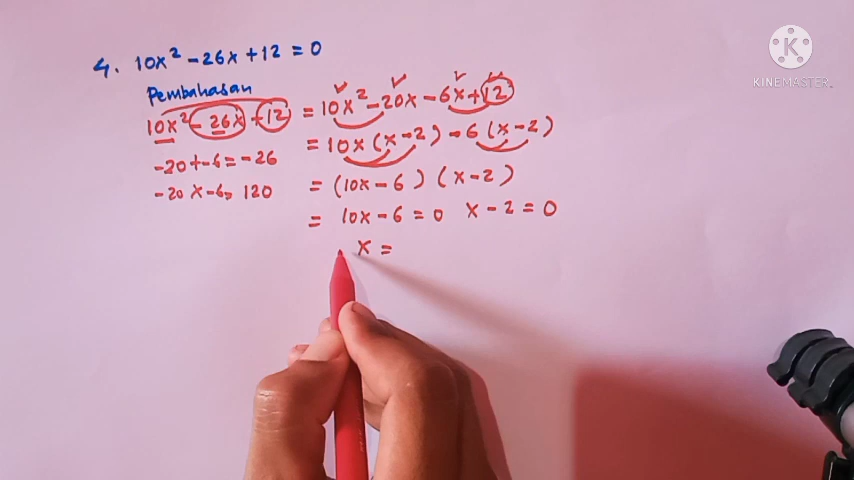 4. 10x² - 26x + 12 = 0
Pembahasan
10x² - 26x + 12 = 10x² - 20x - 6x + 12
-20 + -6 = -26 = 10x (x - 2) - 6 (x - 2)
-20 x -6 = 120 = (10x - 6) (x - 2)
= 10x - 6 = 0 x - 2 = 0
x =
KINEMASTER